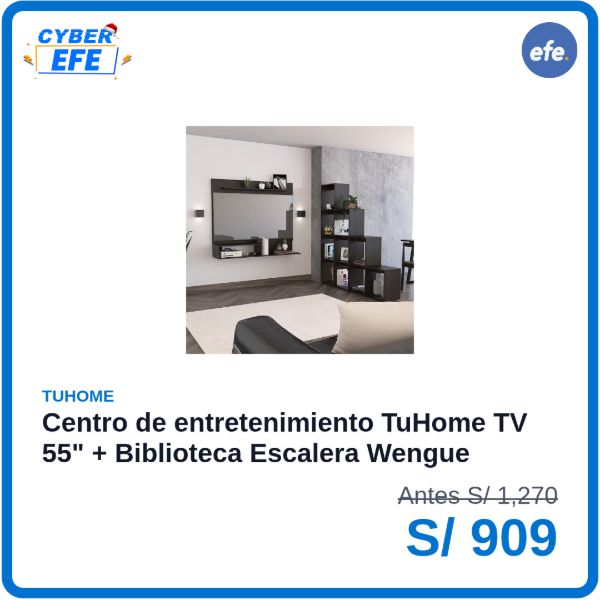 CYBER
EFE
efe.
TUHOME
Centro de entretenimiento TuHome TV
55" + Biblioteca Escalera Wengue
Antes S/ 1,270
S/ 909